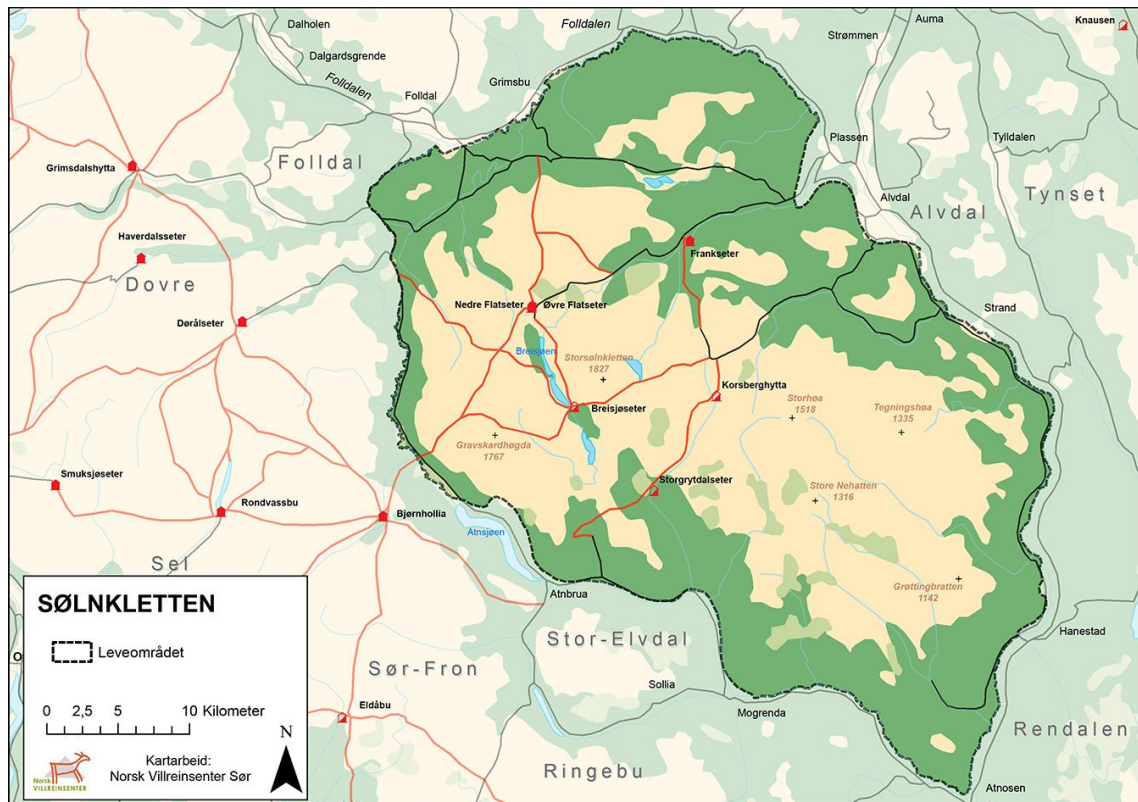 Dalholen
Folldalen
Auma
Knausen
Strømmen
Dalgardsgrende
Folldalen
Grimsbu
Folldal
Plassen
Tylldalen
Grimsdalshytta
Folldal
Tynset
Alvdal
Alvdal
Haverdalsseter
Frankseter
Dovre
Nedre Flatseter
Øvre Flatseter
Strand
Dørålseter
Breisjøen
Storsølnkletten
1827
Korsberghytta
Storhøa
1518
Tegningshøa
1335
Breisjøseter
Gravskardhøgda
1767
Smuksjøseter
Storgrytdalseter
Store Nehatten
1316
Rondvassbu
Bjørnhollia
Atnsjøen
Sel
Grøttingbratten
1142
Atnbrua
Hanestad
Stor-Elvdal
Sør-Fron
Sollia
Mogrenda
Eldåbu
Rendalen
Ringebu
Atnosen
O
SØLNKLETTEN
Leveområdet
0 2,5 5 10 Kilometer
N
Kartarbeid:
Norsk Villreinsenter Sør
Norsk
VILLREINSENTER